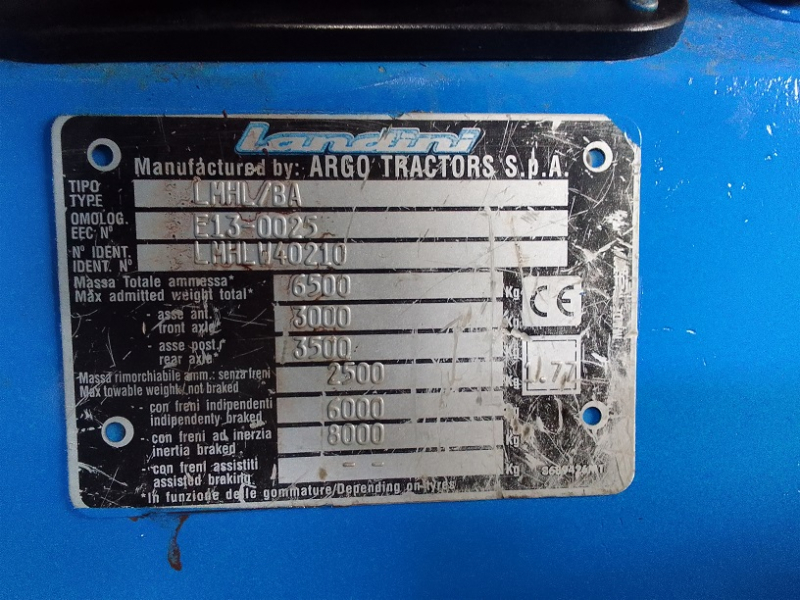 Landini
Manufactured by: ARGO TRACTORS S.p.A.
TIPO
TYPE LMHL/BA
OMOLOG.
EEC N° E13-0025
N° IDENT.
IDENT. N° LMHLW40210
Massa Totale ammessa*
Max admitted weight total* 6500 Kg
- asse ant.
front axle* 3000 Kg
- asse post.
rear axle* 3500 Kg
Massa rimorchiabile amm.: senza freni
Max towable weight/not braked 2500 Kg
- con freni indipendenti
independenty braked 6000
- con freni ad inerzia
inertia braked 8000 Kg
- con freni assistiti
assisted breking -- Kg
*In funzione delle gommature/Depending on tyres
CE